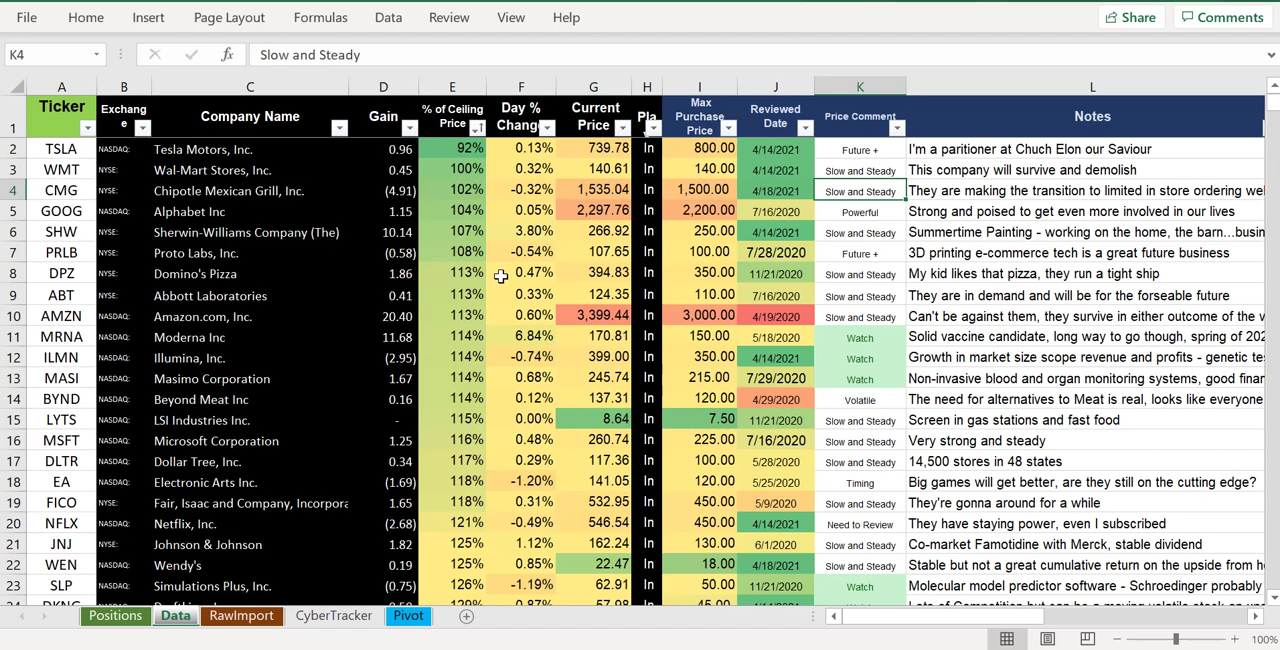 File Home Insert Page Layout Formulas Data Review View Help Share Comments
K4 fx Slow and Steady
A B C D E F G H I J K L
1 Ticker Exchange Company Name Gain % of Ceiling Price Day % Chang Current Price Pla Max Purchase Price Reviewed Date Price Comment Notes
2 TSLA NASDAQ: Tesla Motors, Inc. 0.96 92% 0.13% 739.78 In 800.00 4/14/2021 Future + I'm a paritioner at Chuch Elon our Saviour
3 WMT NYSE: Wal-Mart Stores, Inc. 0.45 100% 0.32% 140.61 In 140.00 4/14/2021 Slow and Steady This company will survive and demolish
4 CMG NYSE: Chipotle Mexican Grill, Inc. (4.91) 102% -0.32% 1,535.04 In 1,500.00 4/18/2021 Slow and Steady They are making the transition to limited in store ordering wel
5 GOOG NASDAQ: Alphabet Inc 1.15 104% 0.05% 2,297.76 In 2,200.00 7/16/2020 Powerful Strong and poised to get even more involved in our lives
6 SHW NYSE: Sherwin-Williams Company (The) 10.14 107% 3.80% 266.92 In 250.00 4/14/2021 Slow and Steady Summertime Painting - working on the home, the barn...busin
7 PRLB NYSE: Proto Labs, Inc. (0.58) 108% -0.54% 107.65 In 100.00 7/28/2020 Future + 3D printing e-commerce tech is a great future business
8 DPZ NYSE: Domino's Pizza 1.86 113% 0.47% 394.83 In 350.00 11/21/2020 Slow and Steady My kid likes that pizza, they run a tight ship
9 ABT NYSE: Abbott Laboratories 0.41 113% 0.33% 124.35 In 110.00 7/16/2020 Slow and Steady They are in demand and will be for the forseable future
10 AMZN NASDAQ: Amazon.com, Inc. 20.40 113% 0.60% 3,399.44 In 3,000.00 4/19/2020 Slow and Steady Can't be against them, they survive in either outcome of the v
11 MRNA NASDAQ: Moderna Inc 11.68 114% 6.84% 170.81 In 150.00 5/18/2020 Watch Solid vaccine candidate, long way to go though, spring of 202
12 ILMN NASDAQ: Illumina, Inc. (2.95) 114% -0.74% 399.00 In 350.00 4/14/2021 Watch Growth in market size scope revenue and profits - genetic tes
13 MASI NASDAQ: Masimo Corporation 1.67 114% 0.68% 245.74 In 215.00 7/29/2020 Watch Non-invasive blood and organ monitoring systems, good finan
14 BYND NASDAQ: Beyond Meat Inc 0.16 114% 0.12% 137.31 In 120.00 4/29/2020 Volatile The need for alternatives to Meat is real, looks like everyone
15 LYTS NASDAQ: LSI Industries Inc. - 115% 0.00% 8.64 In 7.50 11/21/2020 Slow and Steady Screen in gas stations and fast food
16 MSFT NASDAQ: Microsoft Corporation 1.25 116% 0.48% 260.74 In 225.00 7/16/2020 Slow and Steady Very strong and steady
17 DLTR NASDAQ: Dollar Tree, Inc. 0.34 117% 0.29% 117.36 In 100.00 5/28/2020 Slow and Steady 14,500 stores in 48 states
18 EA NASDAQ: Electronic Arts Inc. (1.69) 118% -1.20% 141.05 In 120.00 5/25/2020 Timing Big games will get better, are they still on the cutting edge?
19 FICO NYSE: Fair, Isaac and Company, Incorpora 1.65 118% 0.31% 532.95 In 450.00 5/9/2020 Slow and Steady They're gonna around for a while
20 NFLX NASDAQ: Netflix, Inc. (2.68) 121% -0.49% 546.54 In 450.00 4/14/2021 Need to Review They have staying power, even I subscribed
21 JNJ NYSE: Johnson & Johnson 1.82 125% 1.12% 162.24 In 130.00 6/1/2020 Slow and Steady Co-market Famotidine with Merck, stable dividend
22 WEN NASDAQ: Wendy's 0.19 125% 0.85% 22.47 In 18.00 4/18/2021 Slow and Steady Stable but not a great cumulative return on the upside from he
23 SLP NASDAQ: Simulations Plus, Inc. (0.75) 126% -1.19% 62.91 In 50.00 11/21/2020 Watch Molecular model predictor software - Schroedinger probably
Positions Data RawImport CyberTracker Pivot
100%